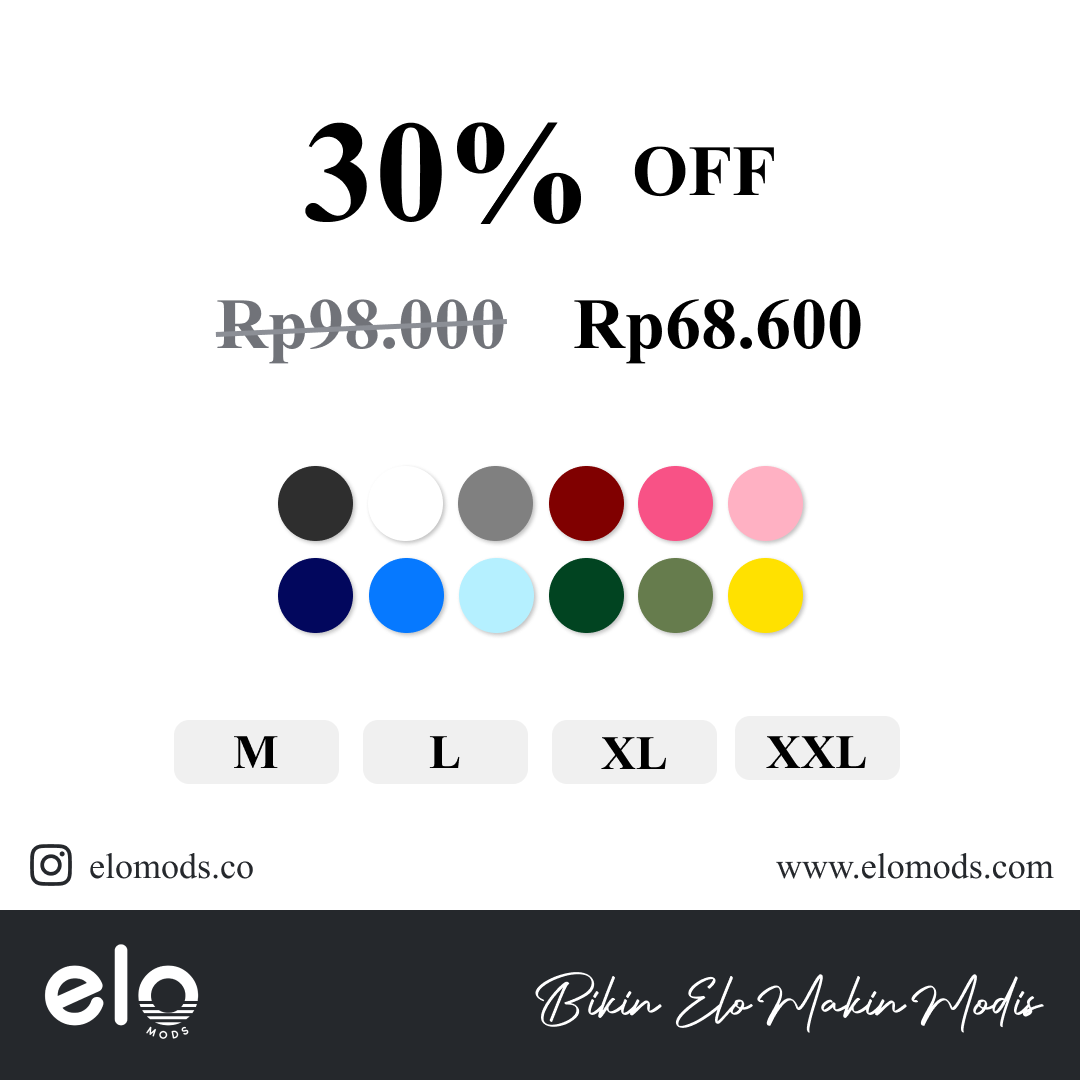 30% OFF
Rp98.000 Rp68.600
M L XL XXL
elomods.co www.elomods.com
elo
MODS
Bikin Elo Makin Modis